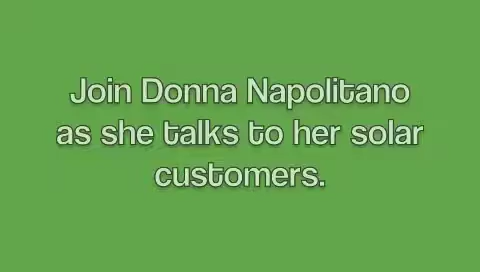 Join Donna Napolitano
as she talks to her solar
customers.